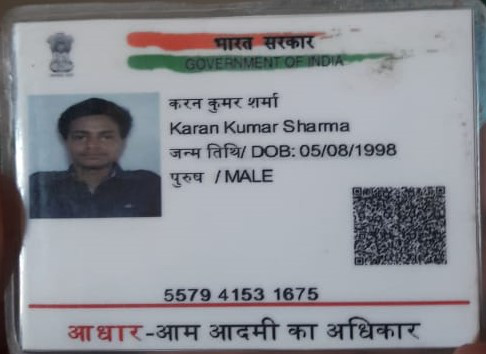 भारत सरकार
GOVERNMENT OF INDIA
करन कुमर शर्मा
Karan Kumar Sharma
जन्म तिथि/ DOB: 05/08/1998
पुरुष / MALE
5579 4153 1675
आधार-आम आदमी का अधिकार